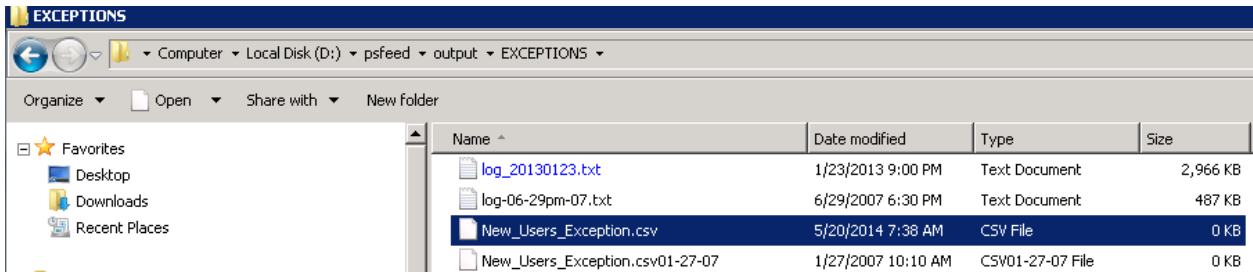 EXCEPTIONS
Computer Local Disk (D:) psfeed output EXCEPTIONS
Organize Open Share with New folder
Favorites
Desktop
Downloads
Recent Places
Name Date modified Type Size
log_20130123.txt 1/23/2013 9:00 PM Text Document 2,966 KB
log-06-29pm-07.txt 6/29/2007 6:30 PM Text Document 487 KB
New_Users_Exception.csv 5/20/2014 7:38 AM CSV File 0 KB
New_Users_Exception.csv01-27-07 1/27/2007 10:10 AM CSV01-27-07 File 0 KB